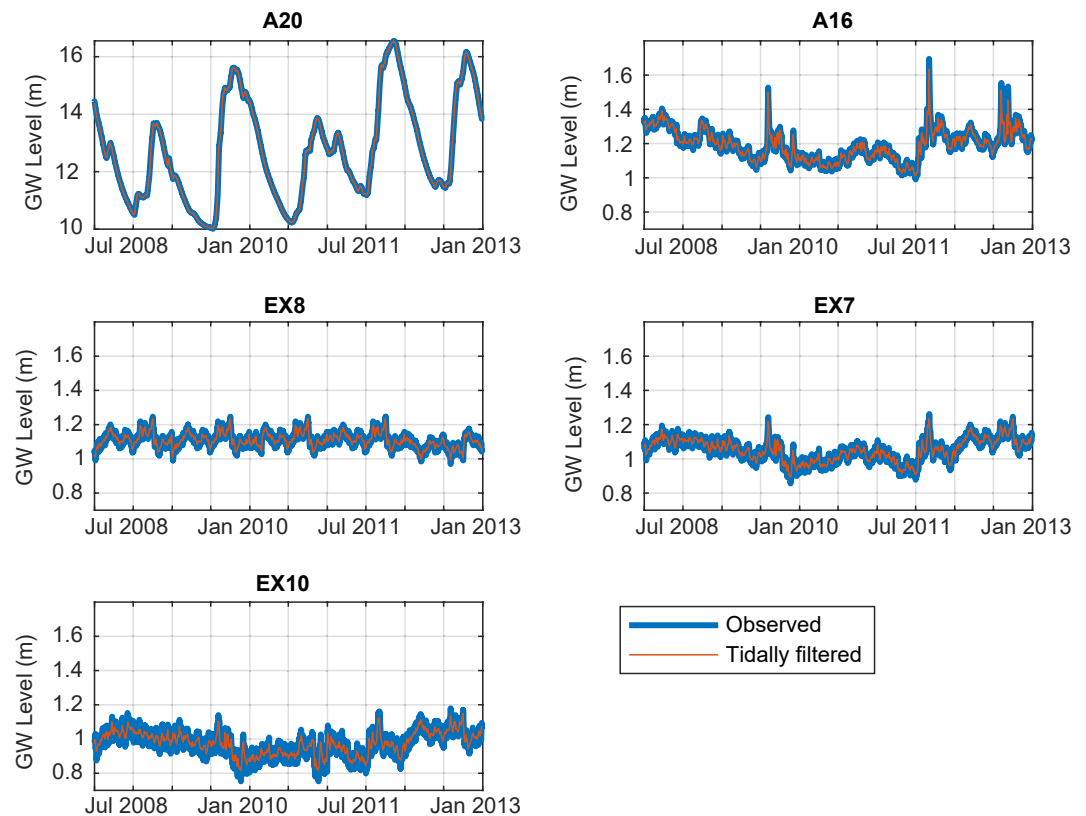 A20
GW Level (m)
16
14
12
10
Jul 2008 Jan 2010 Jul 2011 Jan 2013
A16
GW Level (m)
1.6
1.4
1.2
1
0.8
Jul 2008 Jan 2010 Jul 2011 Jan 2013
EX8
GW Level (m)
1.6
1.4
1.2
1
0.8
Jul 2008 Jan 2010 Jul 2011 Jan 2013
EX7
GW Level (m)
1.6
1.4
1.2
1
0.8
Jul 2008 Jan 2010 Jul 2011 Jan 2013
EX10
GW Level (m)
1.6
1.4
1.2
1
0.8
Jul 2008 Jan 2010 Jul 2011 Jan 2013
Observed
Tidally filtered